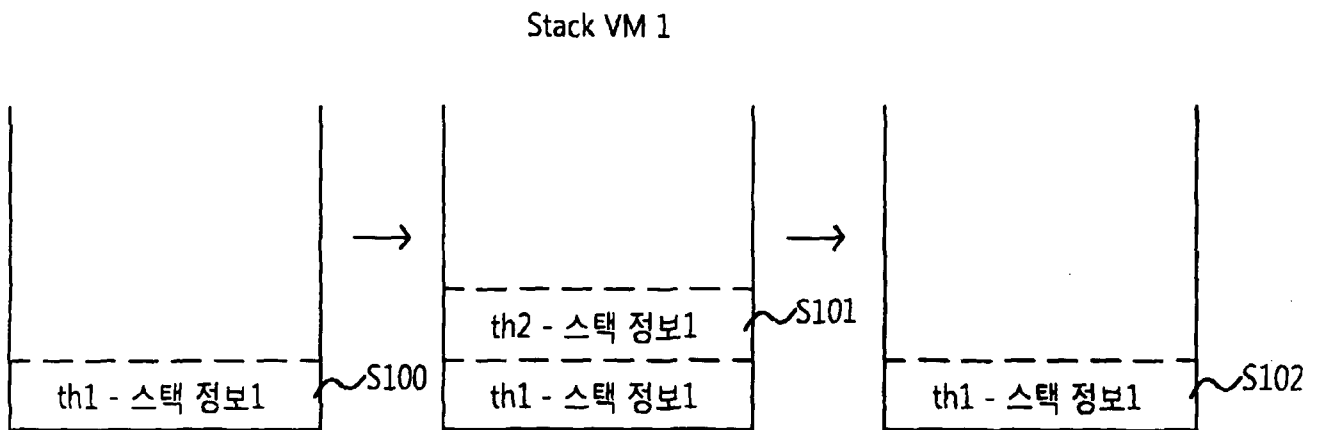 Stack VM 1
th2 - 스택 정보1
S101
th1 - 스택 정보1
S100
th1 - 스택 정보1
th1 - 스택 정보1
S102